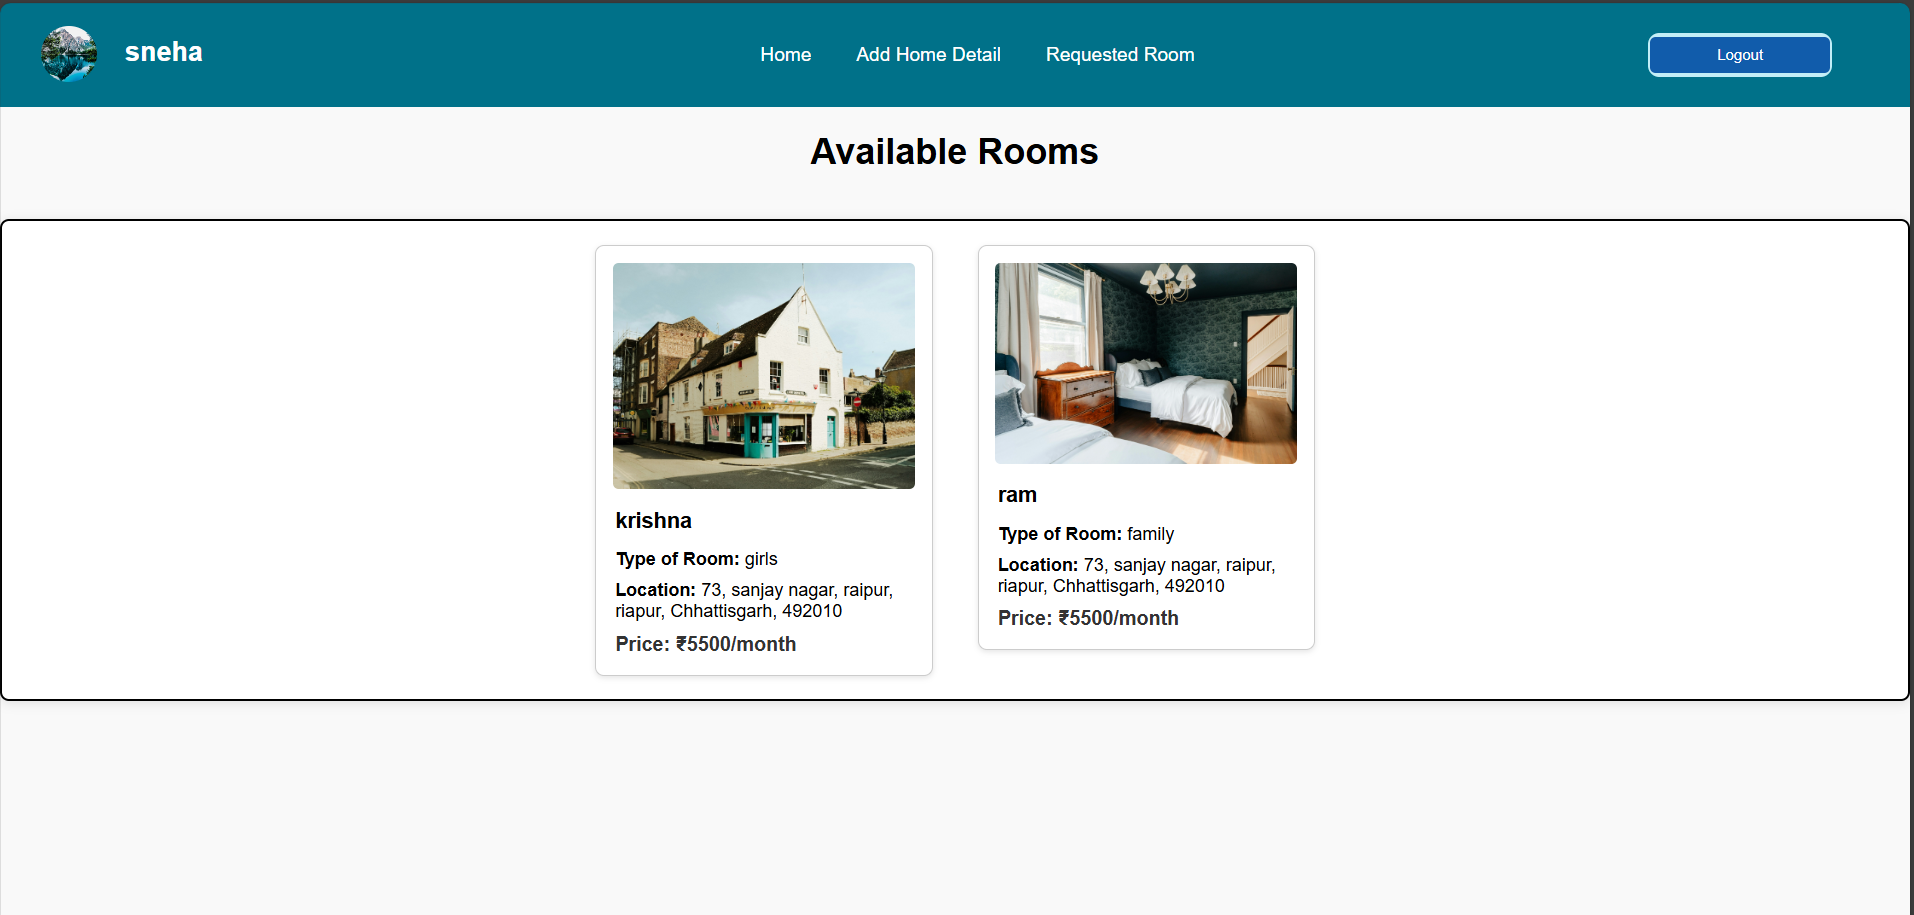 sneha
Home
Add Home Detail
Requested Room
Logout
Available Rooms
krishna
Type of Room: girls
Location: 73, sanjay nagar, raipur,
riapur, Chhattisgarh, 492010
Price: ₹5500/month
ram
Type of Room: family
Location: 73, sanjay nagar, raipur,
riapur, Chhattisgarh, 492010
Price: ₹5500/month